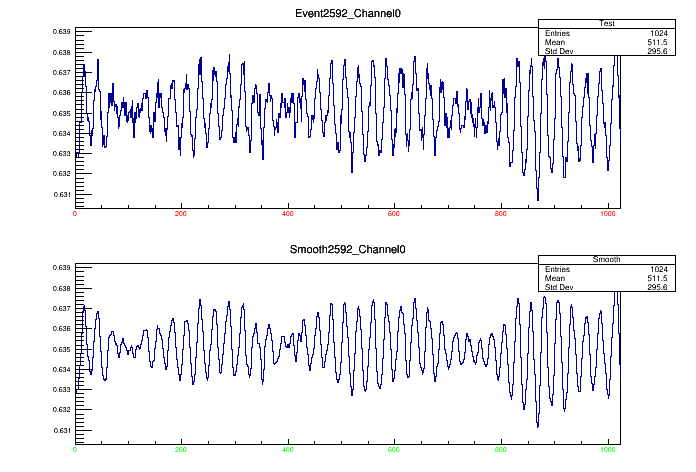 Event2592_Channel0
Test
Entries 1024
Mean 511.5
Std Dev 295.6
0.639
0.638
0.637
0.636
0.635
0.634
0.633
0.632
0.631
0 200 400 600 800 1000
Smooth2592_Channel0
Smooth
Entries 1024
Mean 511.5
Std Dev 295.6
0.639
0.638
0.637
0.636
0.635
0.634
0.633
0.632
0.631
0 200 400 600 800 1000